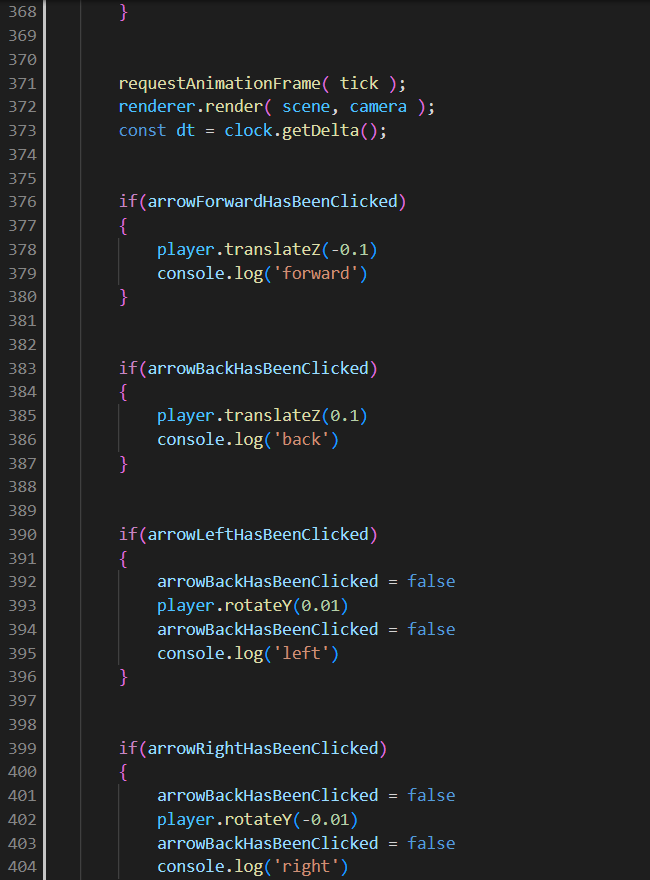 368 }
369
370
371 requestAnimationFrame( tick );
372 renderer.render( scene, camera );
373 const dt = clock.getDelta();
374
375
376 if(arrowForwardHasBeenClicked)
377 {
378 player.translateZ(-0.1)
379 console.log('forward')
380 }
381
382
383 if(arrowBackHasBeenClicked)
384 {
385 player.translateZ(0.1)
386 console.log('back')
387 }
388
389
390 if(arrowLeftHasBeenClicked)
391 {
392 arrowBackHasBeenClicked = false
393 player.rotateY(0.01)
394 arrowBackHasBeenClicked = false
395 console.log('left')
396 }
397
398
399 if(arrowRightHasBeenClicked)
400 {
401 arrowBackHasBeenClicked = false
402 player.rotateY(-0.01)
403 arrowBackHasBeenClicked = false
404 console.log('right')